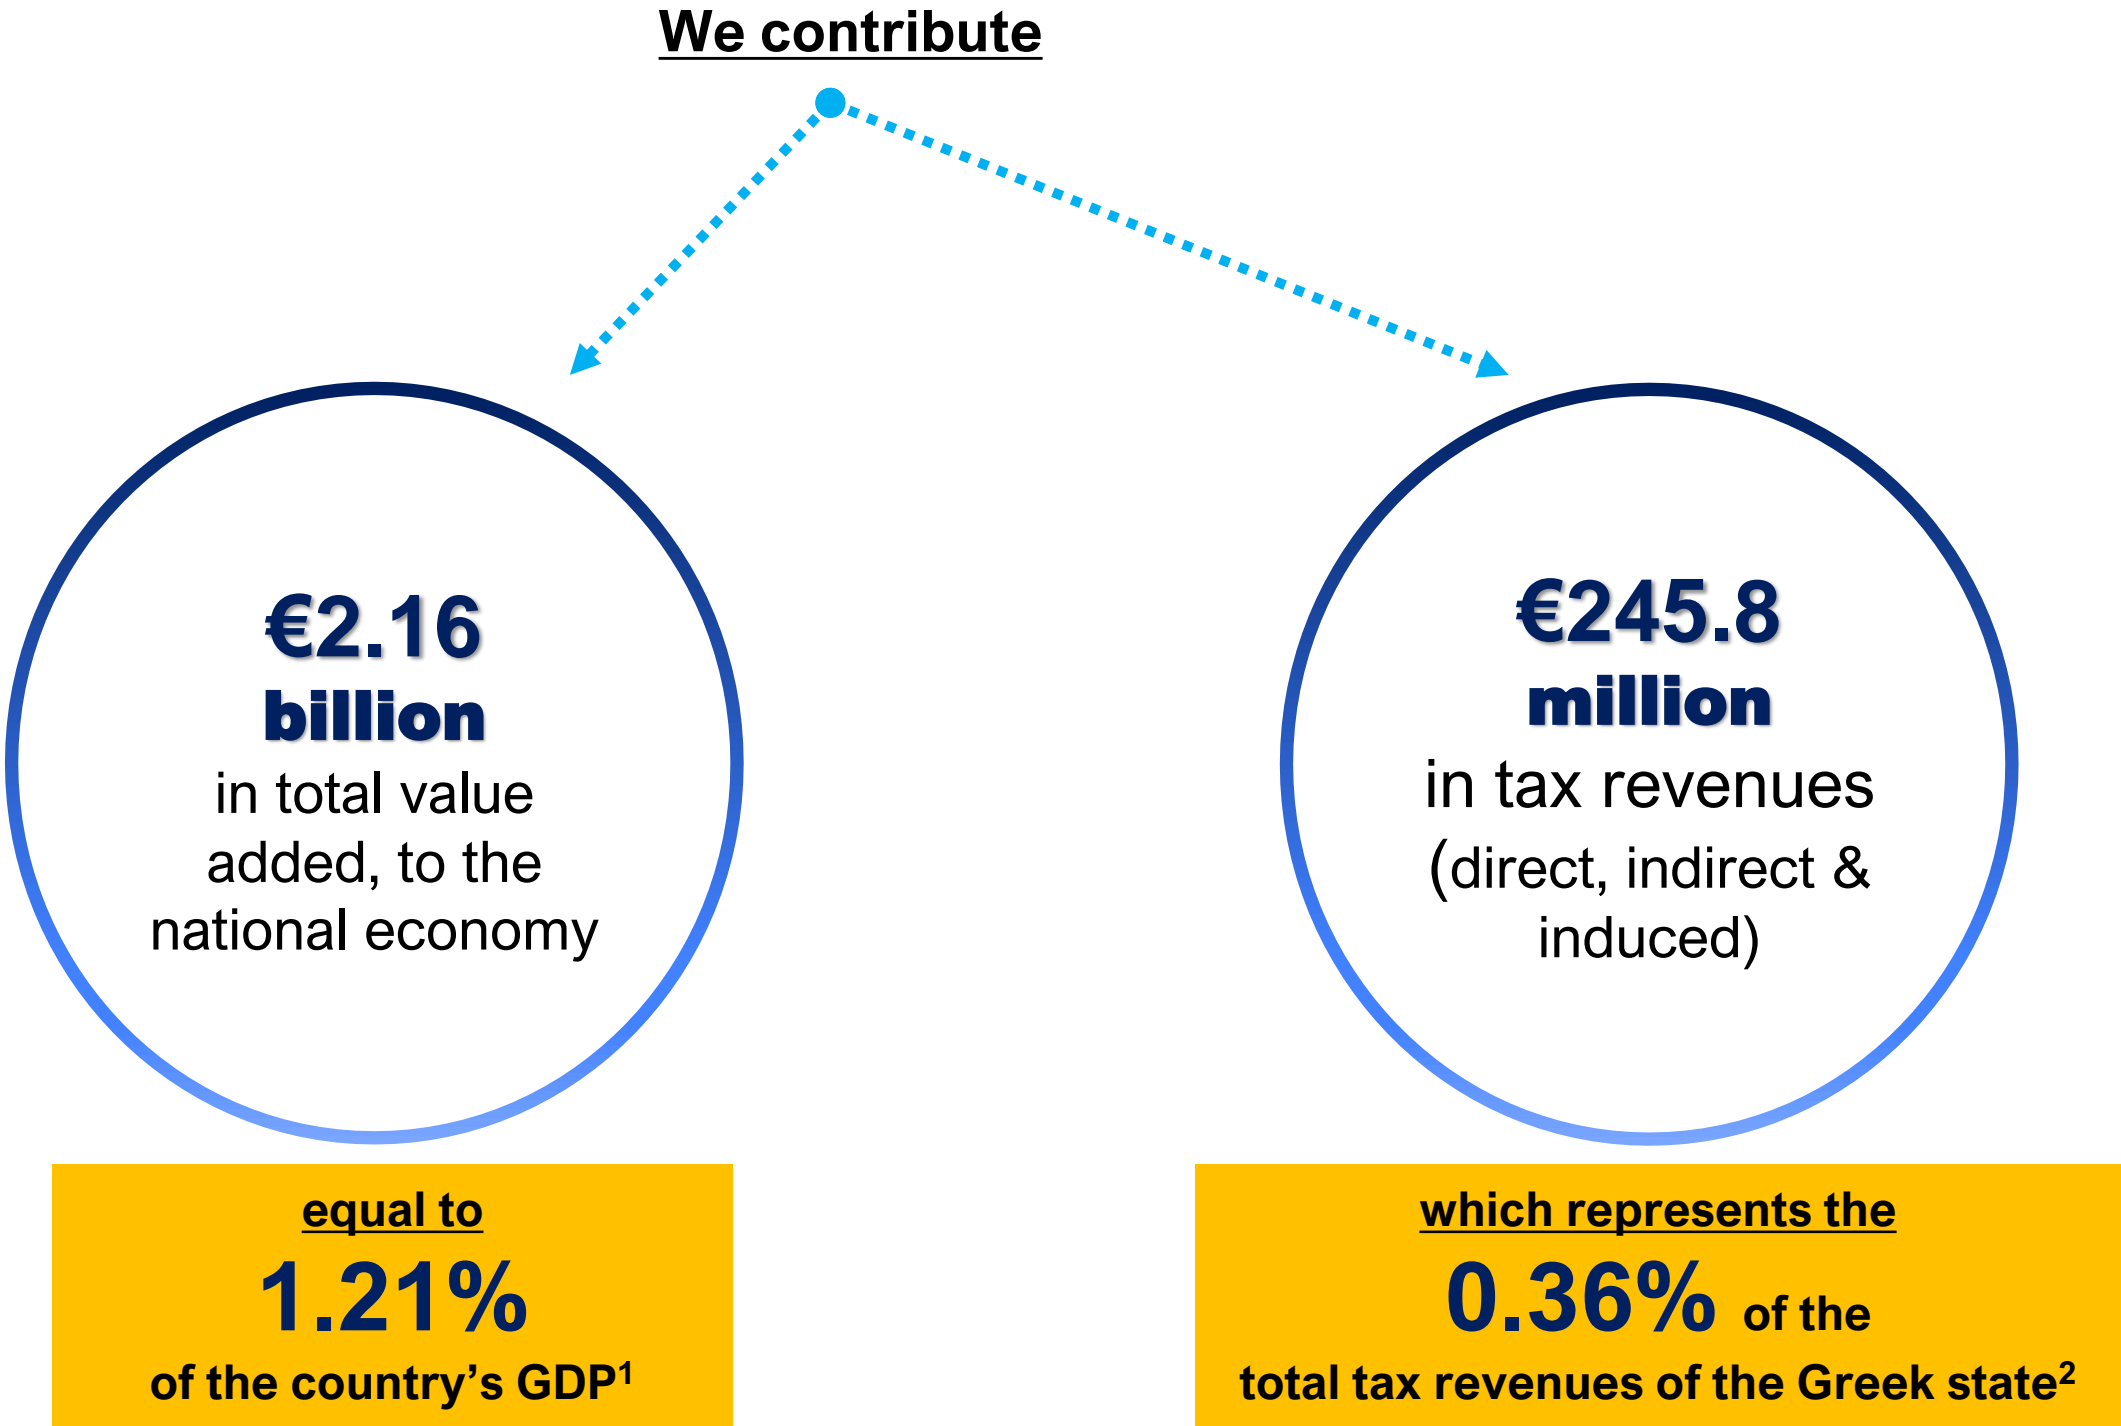 We contribute
€2.16
billion
in total value
added, to the
national economy
€245.8
million
in tax revenues
(direct, indirect &
induced)
equal to
1.21%
of the country’s GDP¹
which represents the
0.36% of the
total tax revenues of the Greek state²